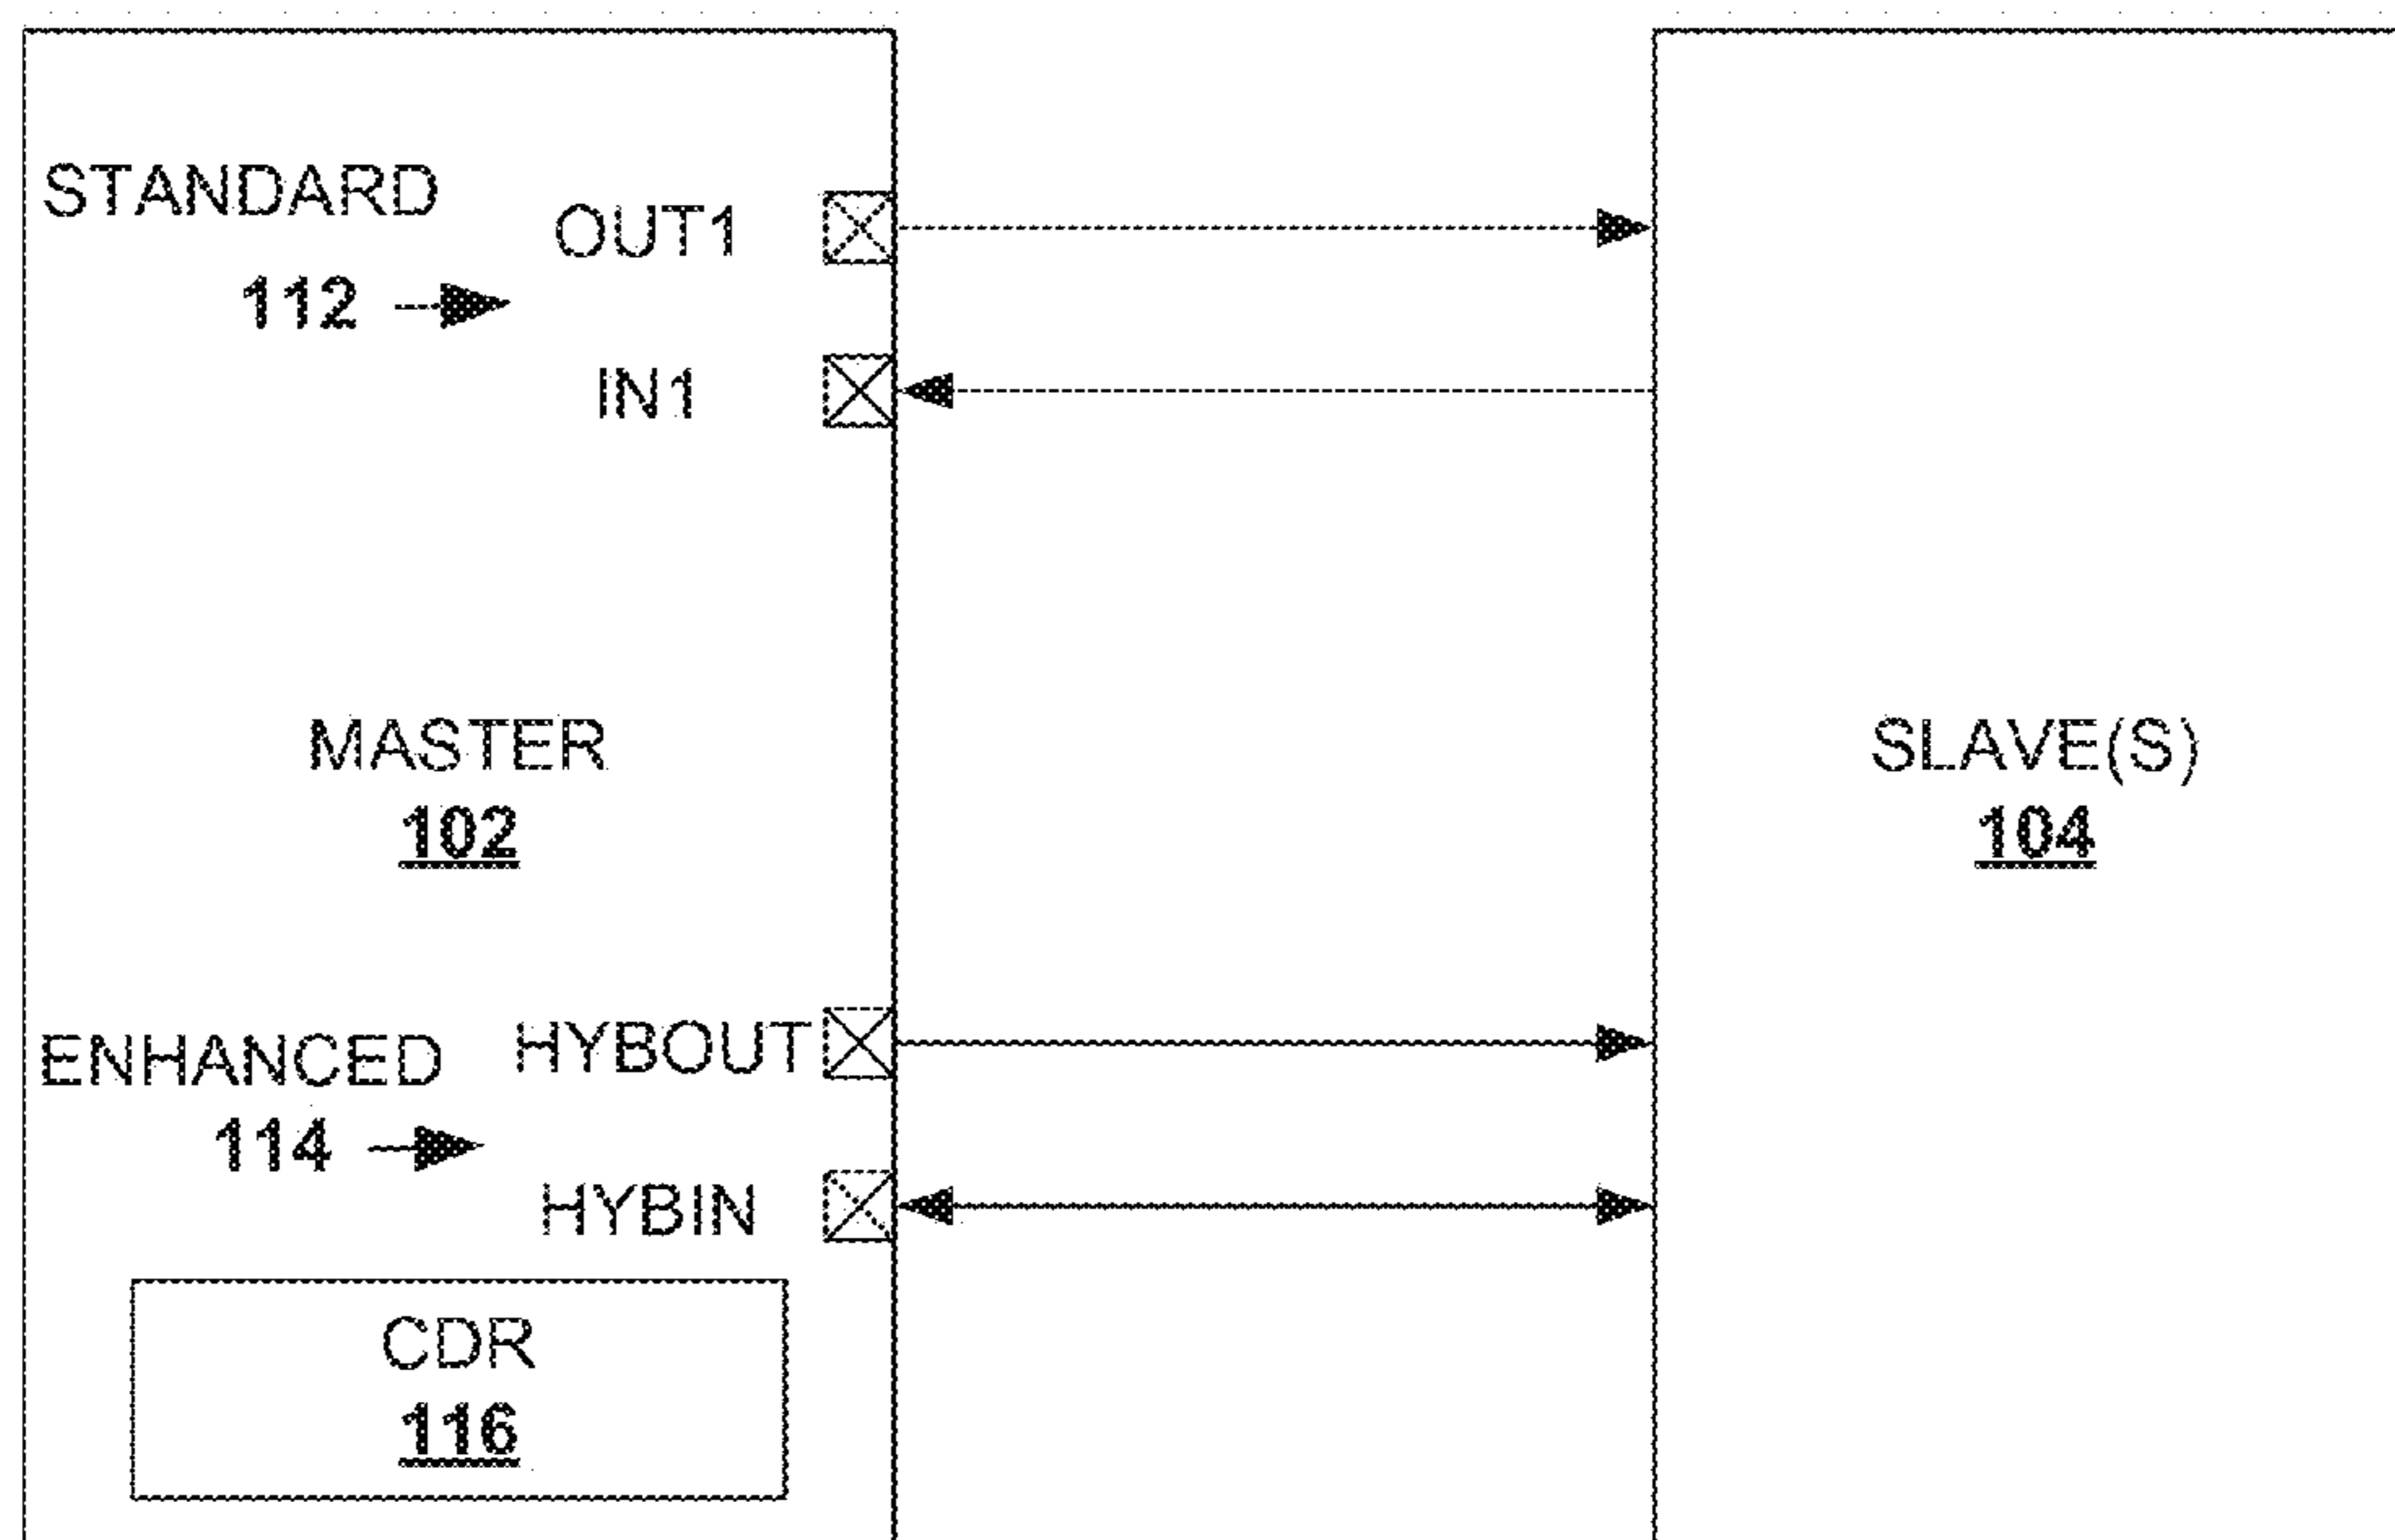 STANDARD
OUT1
112
IN1
MASTER
102
SLAVE(S)
104
ENHANCED
HYBOUT
114
HYBIN
CDR
116